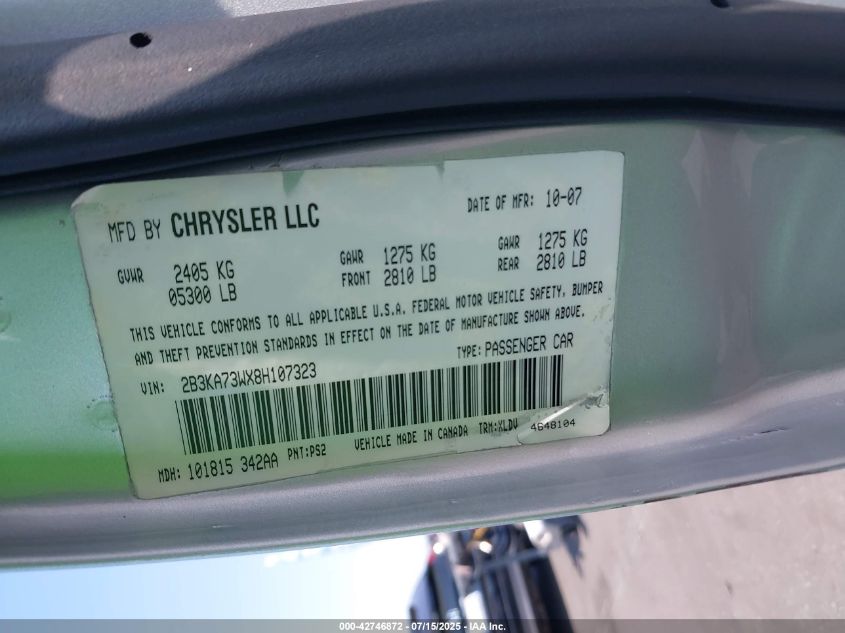 MFD BY CHRYSLER LLC DATE OF MFR: 10-07
GVWR 2405 KG GAWR 1275 KG GAWR 1275 KG
05300 LB FRONT 2810 LB REAR 2810 LB
THIS VEHICLE CONFORMS TO ALL APPLICABLE U.S.A. FEDERAL MOTOR VEHICLE SAFETY, BUMPER
AND THEFT PREVENTION STANDARDS IN EFFECT ON THE DATE OF MANUFACTURE SHOWN ABOVE.
VIN: 2B3KA73WX8H107323 TYPE: PASSENGER CAR
MDH: 101815 342AA PNT:PS2 VEHICLE MADE IN CANADA TRM:XLDV 4648104
000-42746872 - 07/15/2025 - IAA Inc.